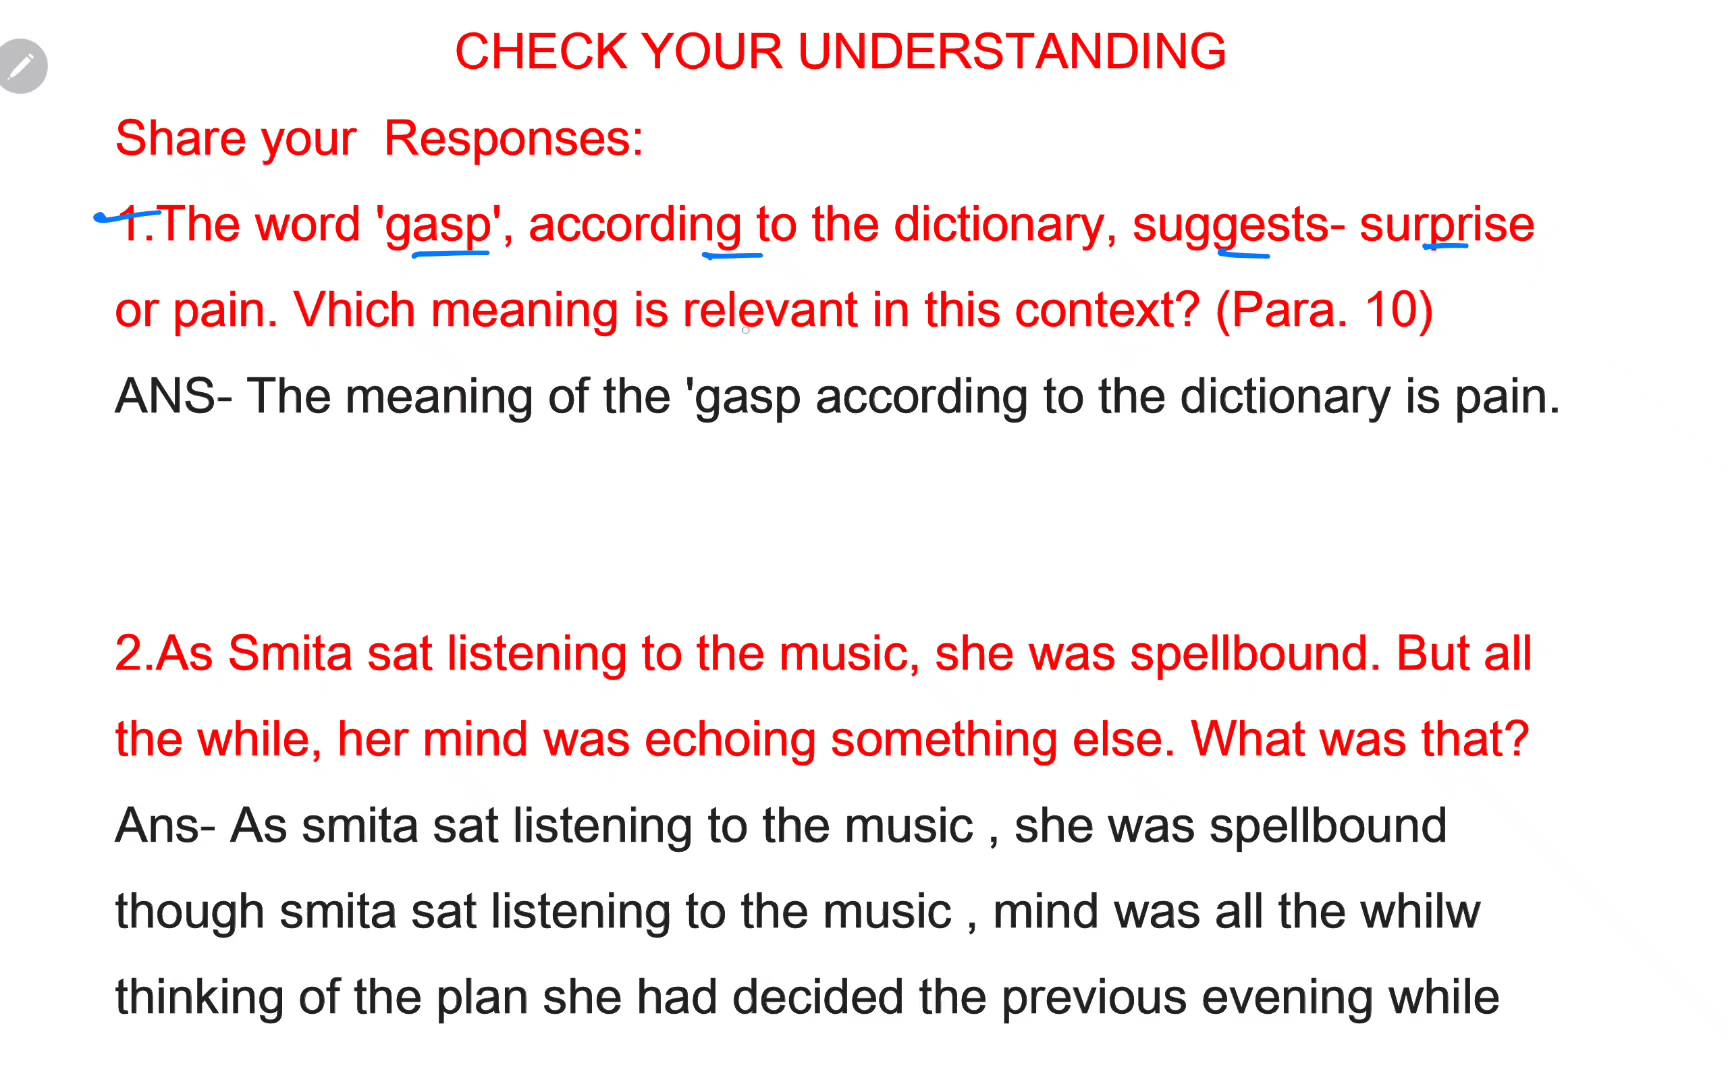 CHECK YOUR UNDERSTANDING
Share your Responses:
1.The word 'gasp', according to the dictionary, suggests- surprise
or pain. Vhich meaning is relevant in this context? (Para. 10)
ANS- The meaning of the 'gasp according to the dictionary is pain.
2.As Smita sat listening to the music, she was spellbound. But all
the while, her mind was echoing something else. What was that?
Ans- As smita sat listening to the music , she was spellbound
though smita sat listening to the music , mind was all the whilw
thinking of the plan she had decided the previous evening while